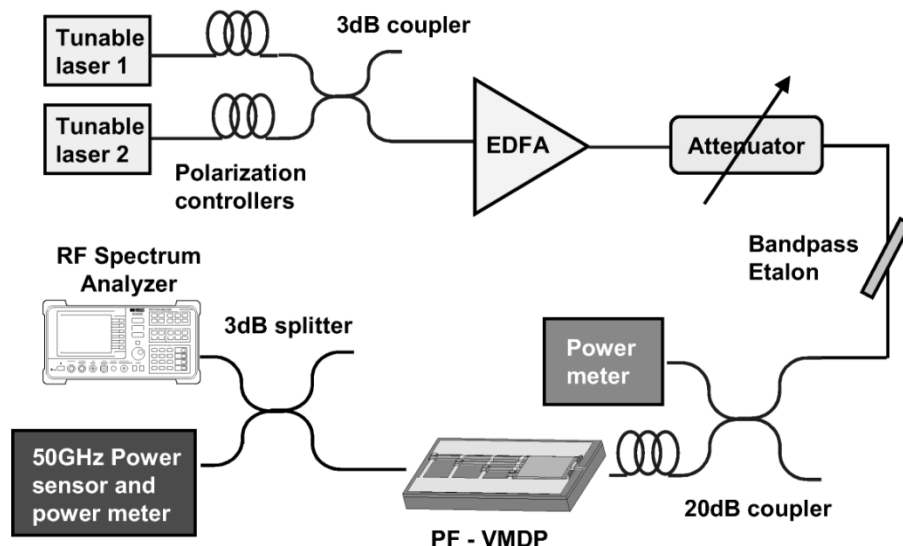 Tunable
laser 1
3dB coupler
Tunable
laser 2
Polarization
controllers
EDFA
Attenuator
Bandpass
Etalon
RF Spectrum
Analyzer
3dB splitter
Power
meter
50GHz Power
sensor and
power meter
PF - VMDP
20dB coupler